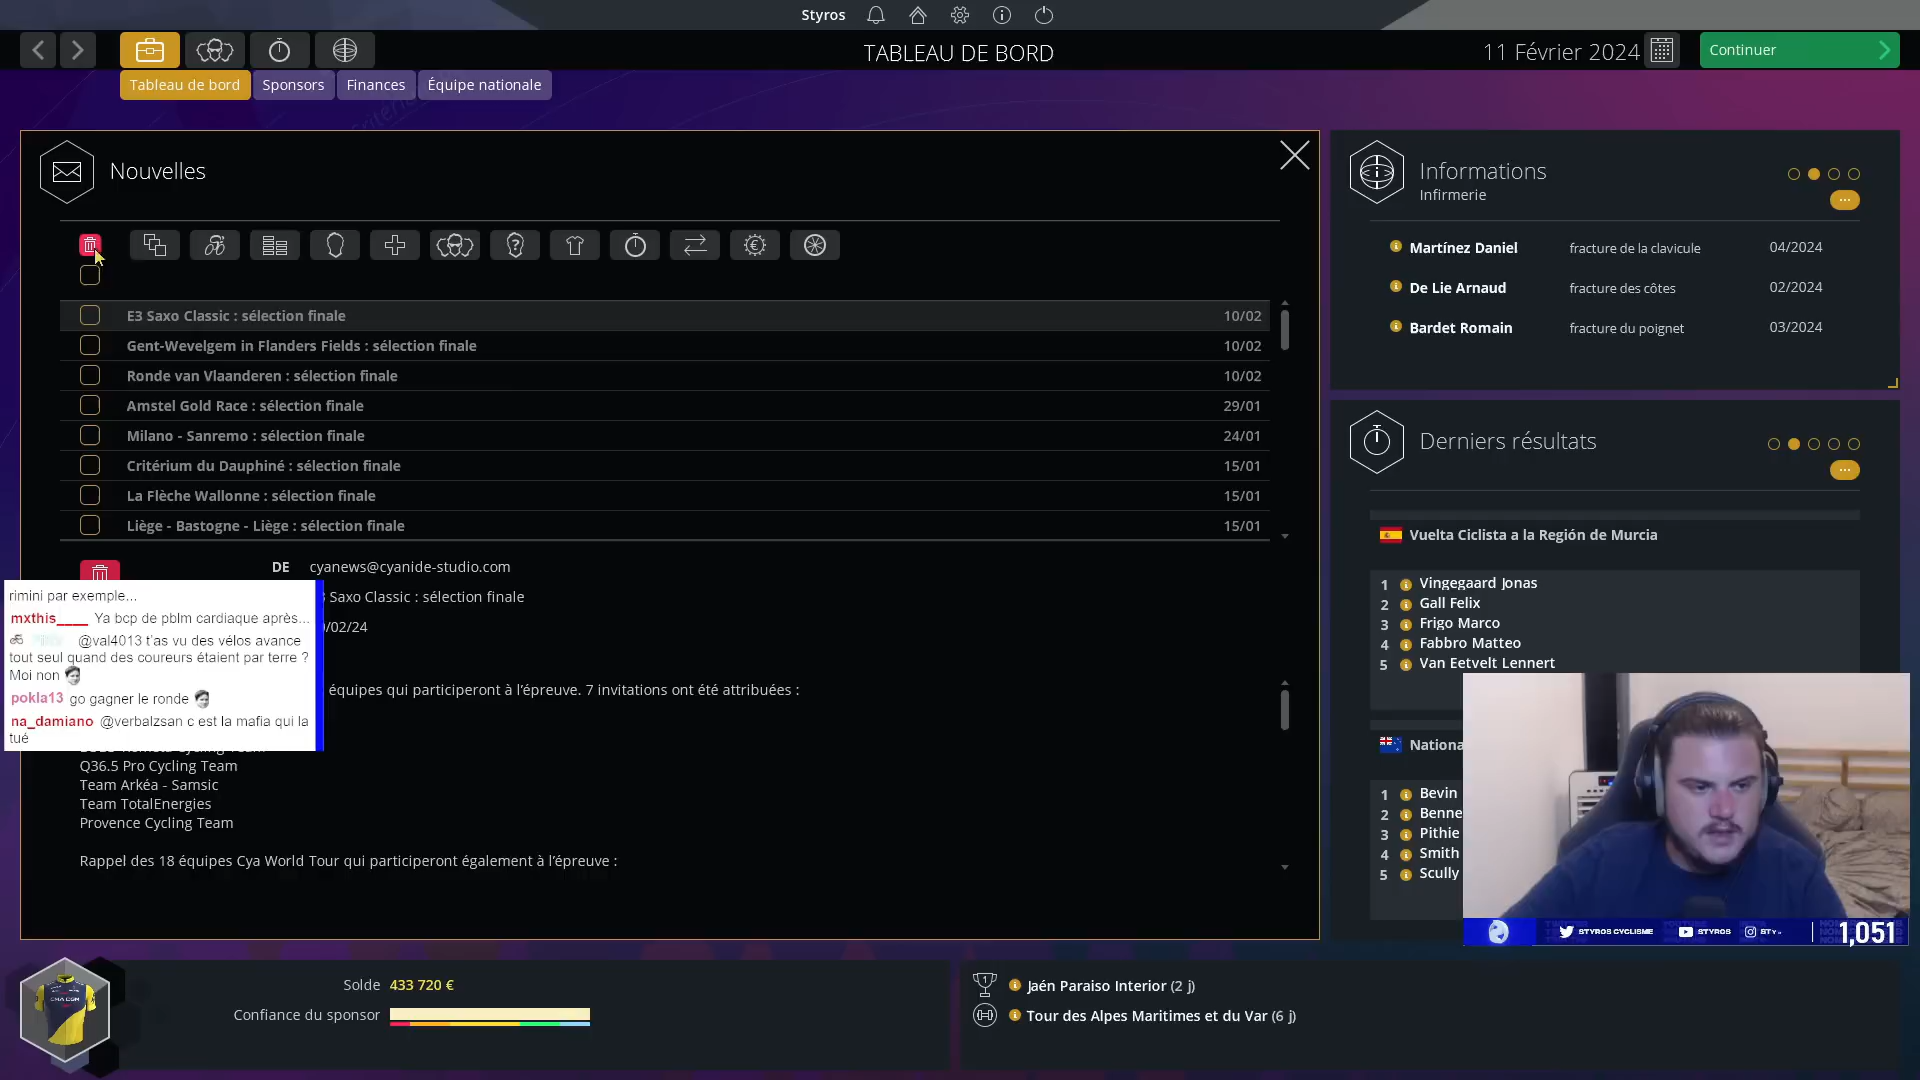 Styros
TABLEAU DE BORD
11 Février 2024
Continuer
Tableau de bord
Sponsors
Finances
Équipe nationale
Nouvelles
E3 Saxo Classic : sélection finale 10/02
Gent-Wevelgem in Flanders Fields : sélection finale 10/02
Ronde van Vlaanderen : sélection finale 10/02
Amstel Gold Race : sélection finale 29/01
Milano - Sanremo : sélection finale 24/01
Critérium du Dauphiné : sélection finale 15/01
La Flèche Wallonne : sélection finale 15/01
Liège - Bastogne - Liège : sélection finale 15/01
DE cyanews@cyanide-studio.com
Saxo Classic : sélection finale
/02/24
équipes qui participeront à l'épreuve. 7 invitations ont été attribuées :
Q36.5 Pro Cycling Team
Team Arkéa - Samsic
Team TotalEnergies
Provence Cycling Team
Rappel des 18 équipes Cya World Tour qui participeront également à l'épreuve :
rimini par exemple...
mxthis____ Ya bcp de pblm cardiaque après...
@val4013 t'as vu des vélos avance
tout seul quand des coureurs étaient par terre ?
Moi non
pokla13 go gagner le ronde
na_damiano @verbalzsan c est la mafia qui la
tué
Informations
Infirmerie
Martínez Daniel fracture de la clavicule 04/2024
De Lie Arnaud fracture des côtes 02/2024
Bardet Romain fracture du poignet 03/2024
Derniers résultats
Vuelta Ciclista a la Región de Murcia
1 Vingegaard Jonas
2 Gall Felix
3 Frigo Marco
4 Fabbro Matteo
5 Van Eetvelt Lennert
Nationa
1 Bevin
2 Benne
3 Pithie
4 Smith
5 Scully
STYROS CYCLISME
STYROS
STY
1,051
Solde 433 720 €
Confiance du sponsor
CMA CGM
Jaén Paraiso Interior (2 j)
Tour des Alpes Maritimes et du Var (6 j)